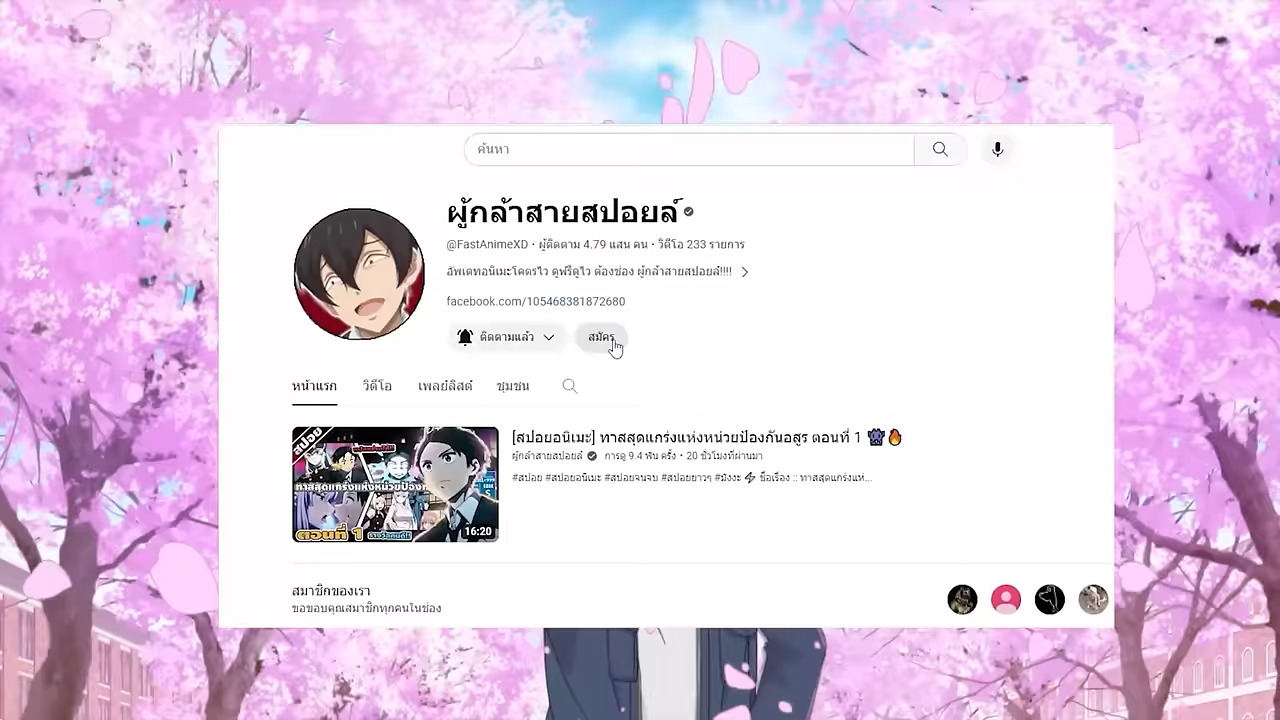 ค้นหา
ผู้กล้าสายสปอยล์
@FastAnimeXD · ผู้ติดตาม 4.79 แสน คน · วิดีโอ 233 รายการ
อัพเดทอนิเมะโคตรไว ดูฟรีดูไว ต้องช่อง ผู้กล้าสายสปอยล์!!!!
facebook.com/105468381872680
ติดตามแล้ว สมัคร
หน้าแรก วิดีโอ เพลย์ลิสต์ ชุมชน
สปอย
ทาสสุดแกร่งแห่งหน่วยป้องก
ตอนที่ 1
16:20
[สปอยอนิเมะ] ทาสสุดแกร่งแห่งหน่วยป้องกันอสูร ตอนที่ 1 👹🔥
ผู้กล้าสายสปอยล์ การดู 9.4 พัน ครั้ง · 20 ชั่วโมงที่ผ่านมา
#สปอย #สปอยอนิเมะ #สปอยจนจบ #สปอยยาวๆ #มังงะ ⚡ ชื่อเรื่อง :: ทาสสุดแกร่งแห่...
สมาชิกของเรา
ขอขอบคุณสมาชิกทุกคนในช่อง